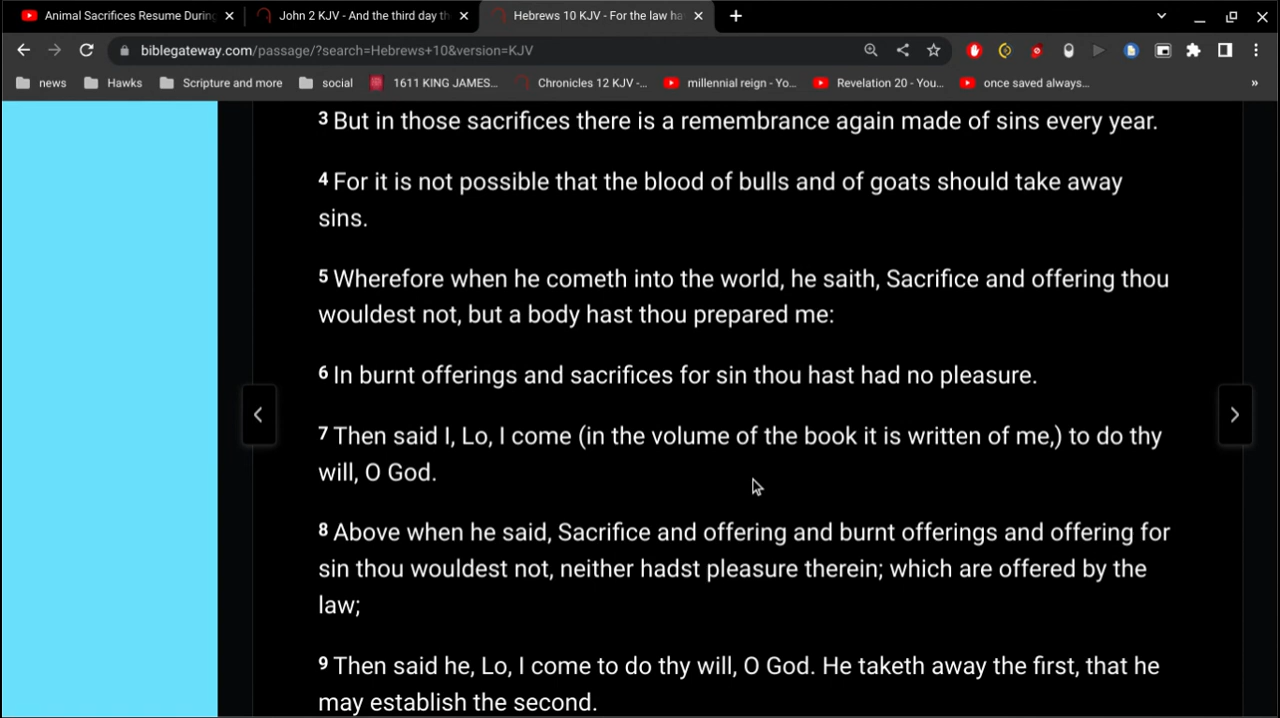 Animal Sacrifices Resume Durin
John 2 KJV - And the third day th
Hebrews 10 KJV - For the law ha
biblegateway.com/passage/?search=Hebrews+10&version=KJV
news
Hawks
Scripture and more
social
1611 KING JAMES...
Chronicles 12 KJV -...
millennial reign - Yo...
Revelation 20 - You...
once saved always...
»
3 But in those sacrifices there is a remembrance again made of sins every year.
4 For it is not possible that the blood of bulls and of goats should take away
sins.
5 Wherefore when he cometh into the world, he saith, Sacrifice and offering thou
wouldest not, but a body hast thou prepared me:
6 In burnt offerings and sacrifices for sin thou hast had no pleasure.
7 Then said I, Lo, I come (in the volume of the book it is written of me,) to do thy
will, O God.
8 Above when he said, Sacrifice and offering and burnt offerings and offering for
sin thou wouldest not, neither hadst pleasure therein; which are offered by the
law;
9 Then said he, Lo, I come to do thy will, O God. He taketh away the first, that he
may establish the second.